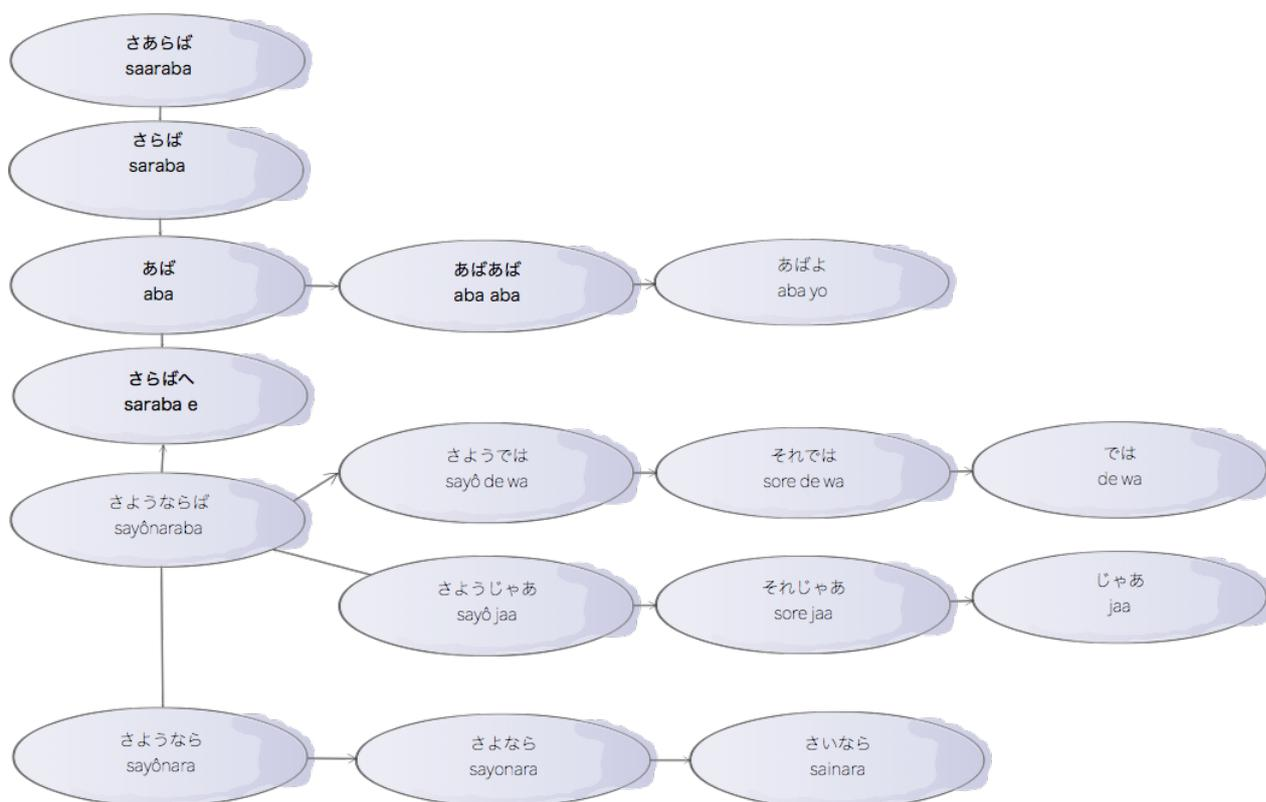 さあらば
saaraba
さらば
saraba
あば
aba
あばあば
aba aba
あばよ
aba yo
さらばへ
saraba e
さようならば
sayônaraba
さようでは
sayô de wa
それでは
sore de wa
では
de wa
さようじゃあ
sayô jaa
それじゃあ
sore jaa
じゃあ
jaa
さようなら
sayônara
さよなら
sayonara
さいなら
sainara